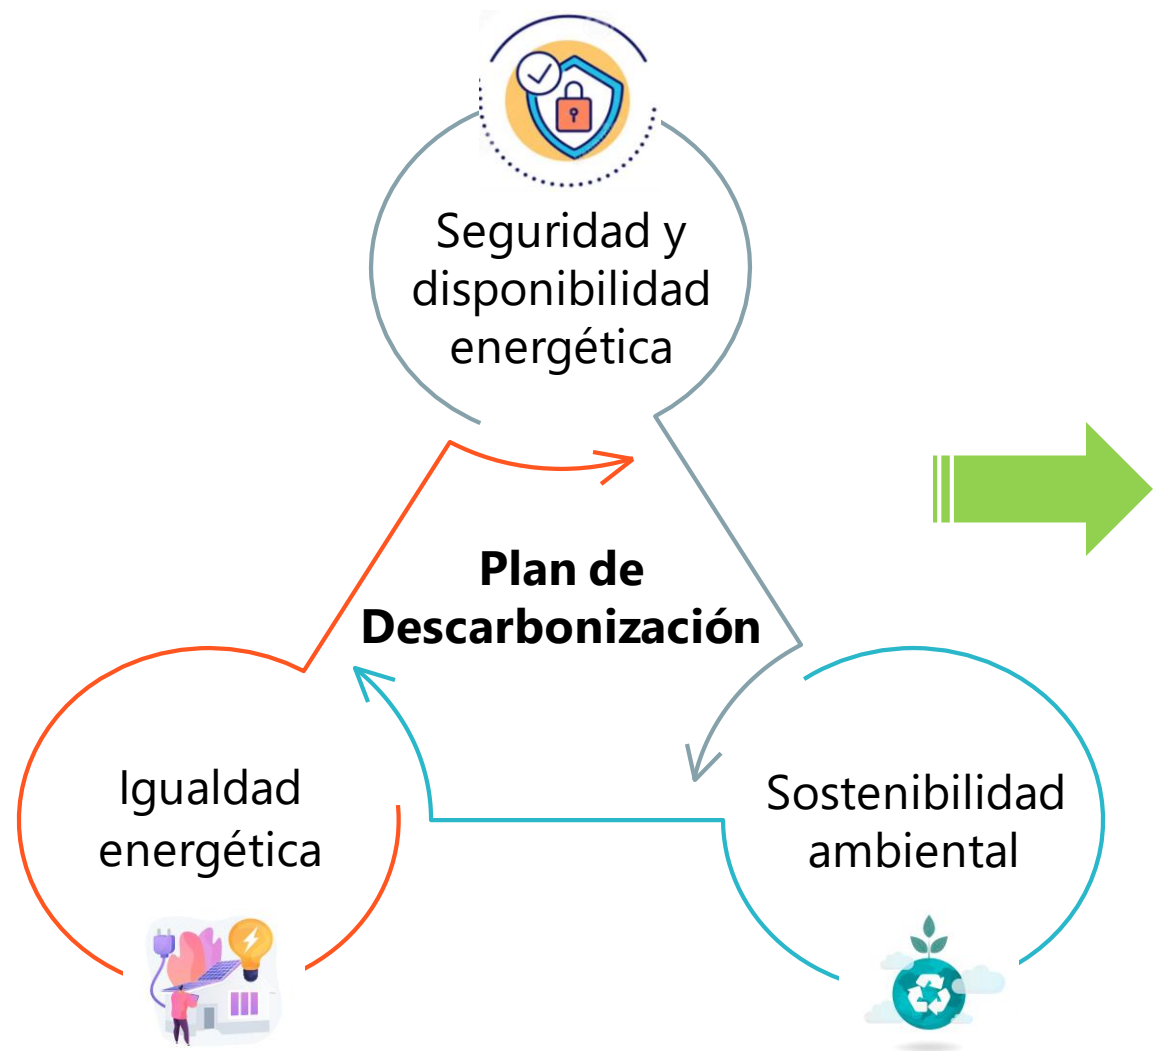 Seguridad y
disponibilidad
energética
Plan de
Descarbonización
Igualdad
energética
Sostenibilidad
ambiental